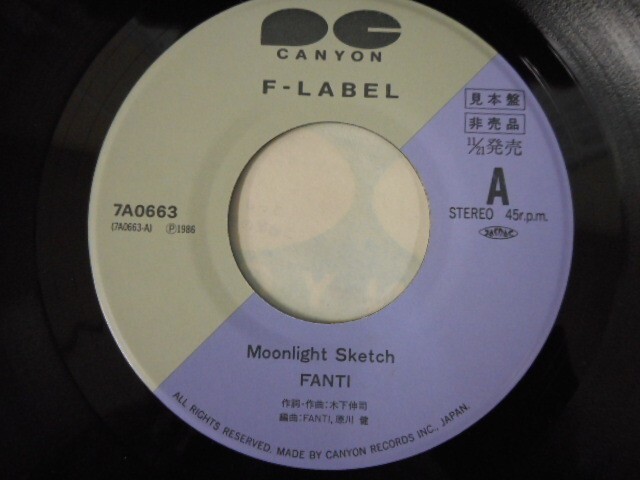 PC
CANYON
F-LABEL
見本盤
非売品
11/21発売
A
7A0663
STEREO 45r.p.m.
(7A0663-A) Ⓟ1986
Moonlight Sketch
FANTI
作詞・作曲:木下伸司
編曲:FANTI,徳川 健
ALL RIGHTS RESERVED. MADE BY CANYON RECORDS INC., JAPAN.